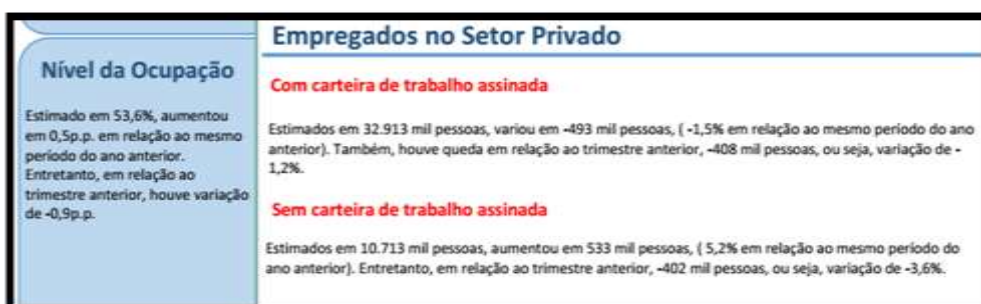 Nível da Ocupação
Estimado em 53,6%, aumentou
em 0,5p.p. em relação ao mesmo
período do ano anterior.
Entretanto, em relação ao
trimestre anterior, houve variação
de -0,9p.p.
Empregados no Setor Privado
Com carteira de trabalho assinada
Estimados em 32.913 mil pessoas, variou em -493 mil pessoas, ( -1,5% em relação ao mesmo período do ano
anterior). Também, houve queda em relação ao trimestre anterior, -408 mil pessoas, ou seja, variação de -
1,2%.
Sem carteira de trabalho assinada
Estimados em 10.713 mil pessoas, aumentou em 533 mil pessoas, ( 5,2% em relação ao mesmo período do
ano anterior). Entretanto, em relação ao trimestre anterior, -402 mil pessoas, ou seja, variação de -3,6%.